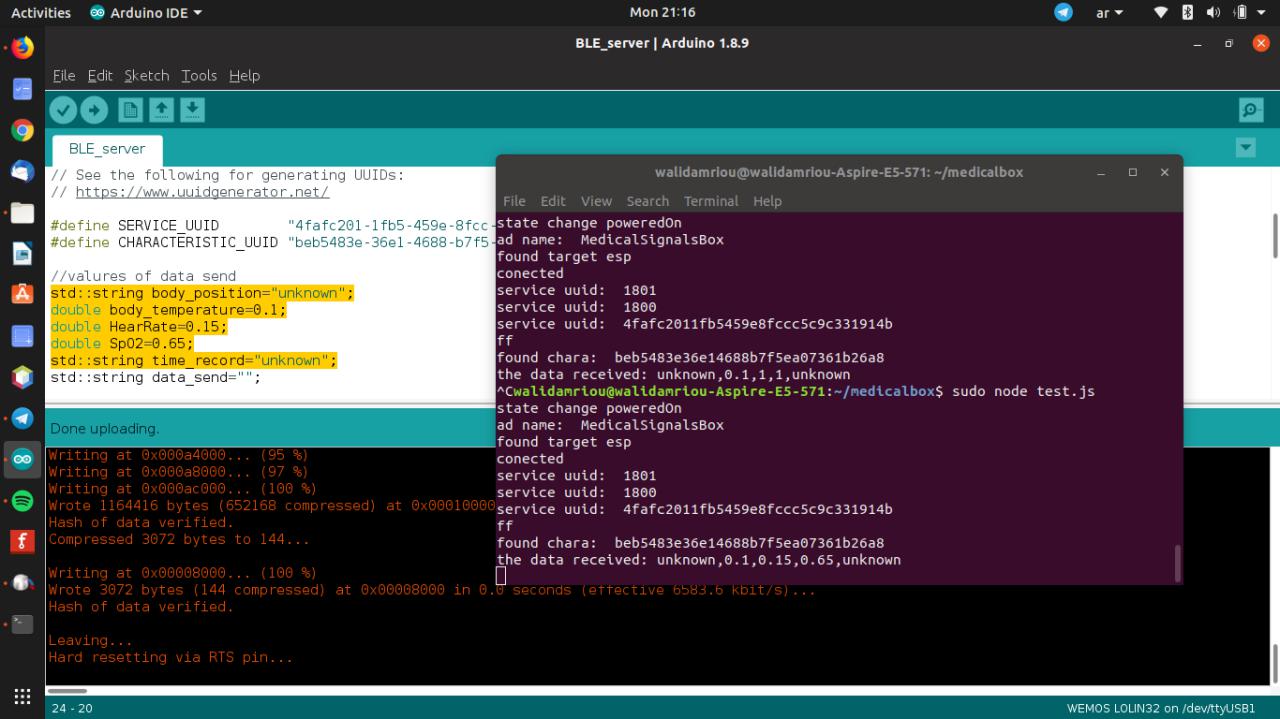 Activities Arduino IDE Mon 21:16 ar
BLE_server | Arduino 1.8.9
File Edit Sketch Tools Help
BLE_server
// See the following for generating UUIDs:
// https://www.uuidgenerator.net/
#define SERVICE_UUID "4fafc201-1fb5-459e-8fcc-
#define CHARACTERISTIC_UUID "beb5483e-36e1-4688-b7f5-
//valures of data send
std::string body_position="unknown";
double body_temperature=0.1;
double HearRate=0.15;
double SpO2=0.65;
std::string time_record="unknown";
std::string data_send="";
Done uploading.
Writing at 0x000a4000... (95 %)
Writing at 0x000a8000... (97 %)
Writing at 0x000ac000... (100 %)
Wrote 1164416 bytes (652168 compressed) at 0x00010000
Hash of data verified.
Compressed 3072 bytes to 144...
Writing at 0x00008000... (100 %)
Wrote 3072 bytes (144 compressed) at 0x00008000 in 0.0 seconds (effective 6583.6 kbit/s)...
Hash of data verified.
Leaving...
Hard resetting via RTS pin...
24 - 20
WEMOS LOLIN32 on /dev/ttyUSB1
walidamriou@walidamriou-Aspire-E5-571: ~/medicalbox
File Edit View Search Terminal Help
state change poweredOn
ad name:  MedicalSignalsBox
found target esp
conected
service uuid:  1801
service uuid:  1800
service uuid:  4fafc2011fb5459e8fccc5c9c331914b
ff
found chara:  beb5483e36e14688b7f5ea07361b26a8
the data received: unknown,0.1,1,1,unknown
^Cwalidamriou@walidamriou-Aspire-E5-571:~/medicalbox$ sudo node test.js
state change poweredOn
ad name:  MedicalSignalsBox
found target esp
conected
service uuid:  1801
service uuid:  1800
service uuid:  4fafc2011fb5459e8fccc5c9c331914b
ff
found chara:  beb5483e36e14688b7f5ea07361b26a8
the data received: unknown,0.1,0.15,0.65,unknown